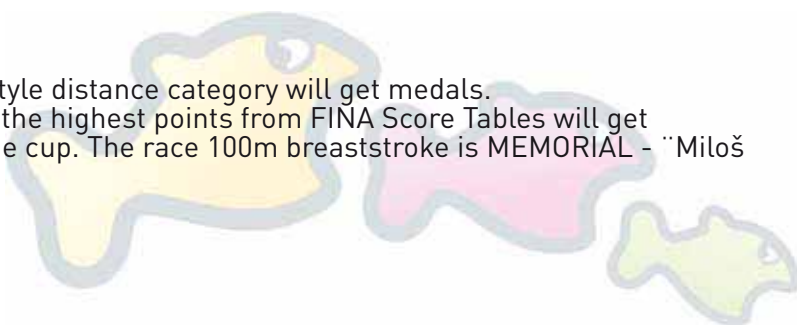 tyle distance category will get medals.
the highest points from FINA Score Tables will get
e cup. The race 100m breaststroke is MEMORIAL - ¨Miloš